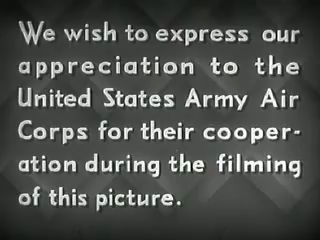 We wish to express our
appreciation to the
United States Army Air
Corps for their cooper-
ation during the filming
of this picture.